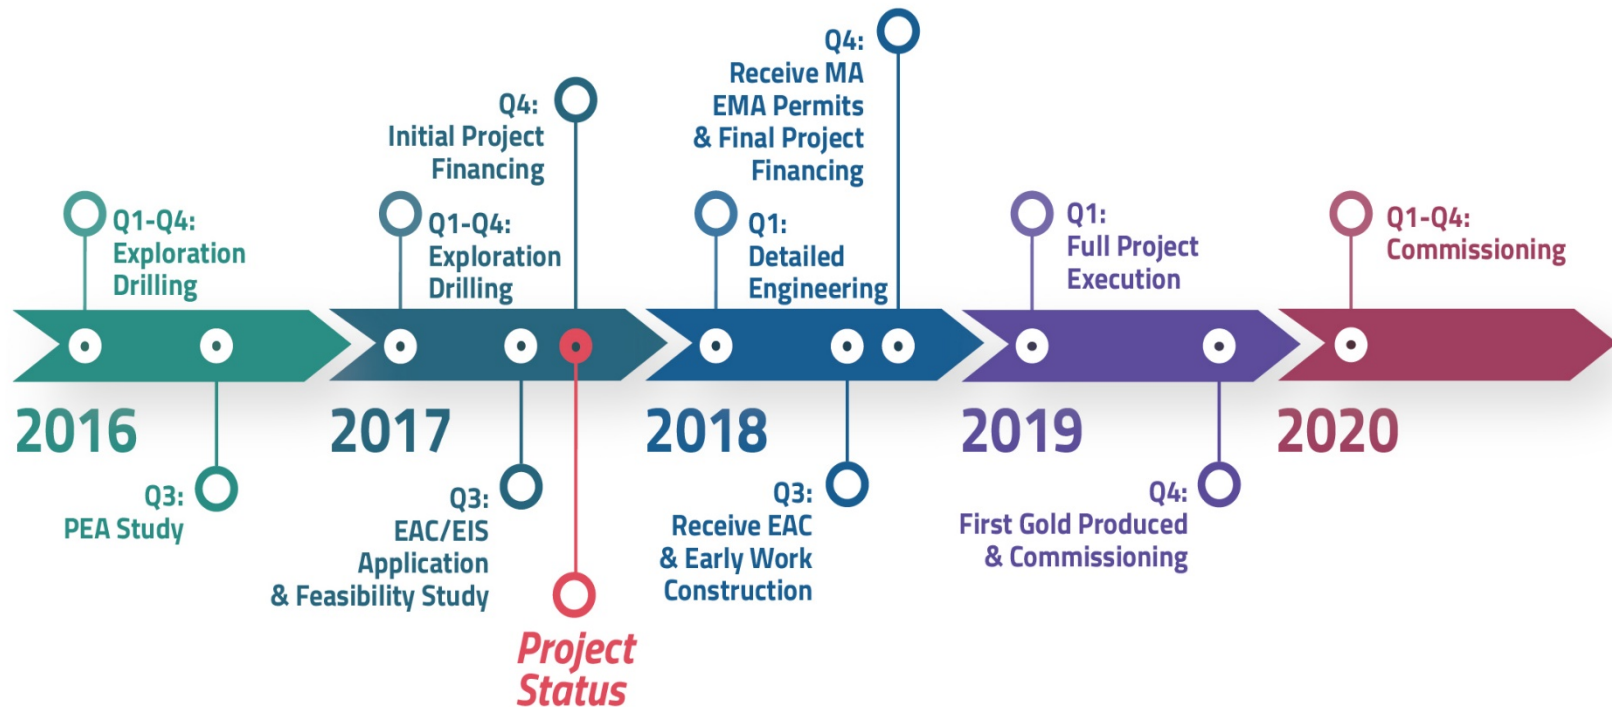 Q1-Q4:
Exploration
Drilling
2016
Q3:
PEA Study
Q4:
Initial Project
Financing
Q1-Q4:
Exploration
Drilling
2017
Q3:
EAC/EIS
Application
& Feasibility Study
Project
Status
Q4:
Receive MA
EMA Permits
& Final Project
Financing
Q1:
Detailed
Engineering
2018
Q3:
Receive EAC
& Early Work
Construction
Q1:
Full Project
Execution
2019
Q4:
First Gold Produced
& Commissioning
Q1-Q4:
Commissioning
2020